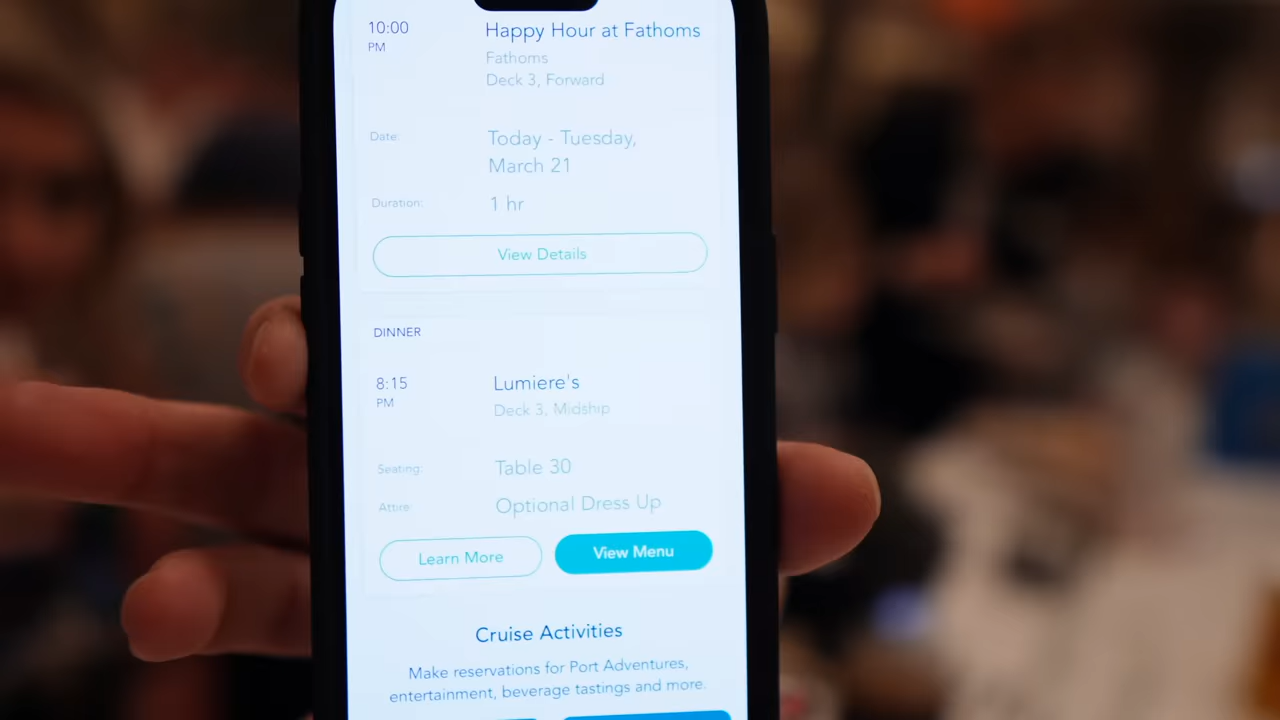 10:00
PM
Happy Hour at Fathoms
Fathoms
Deck 3, Forward
Date:
Today - Tuesday,
March 21
Duration:
1 hr
View Details
DINNER
8:15
PM
Lumiere's
Deck 3, Midship
Seating:
Table 30
Attire:
Optional Dress Up
Learn More
View Menu
Cruise Activities
Make reservations for Port Adventures,
entertainment, beverage tastings and more.